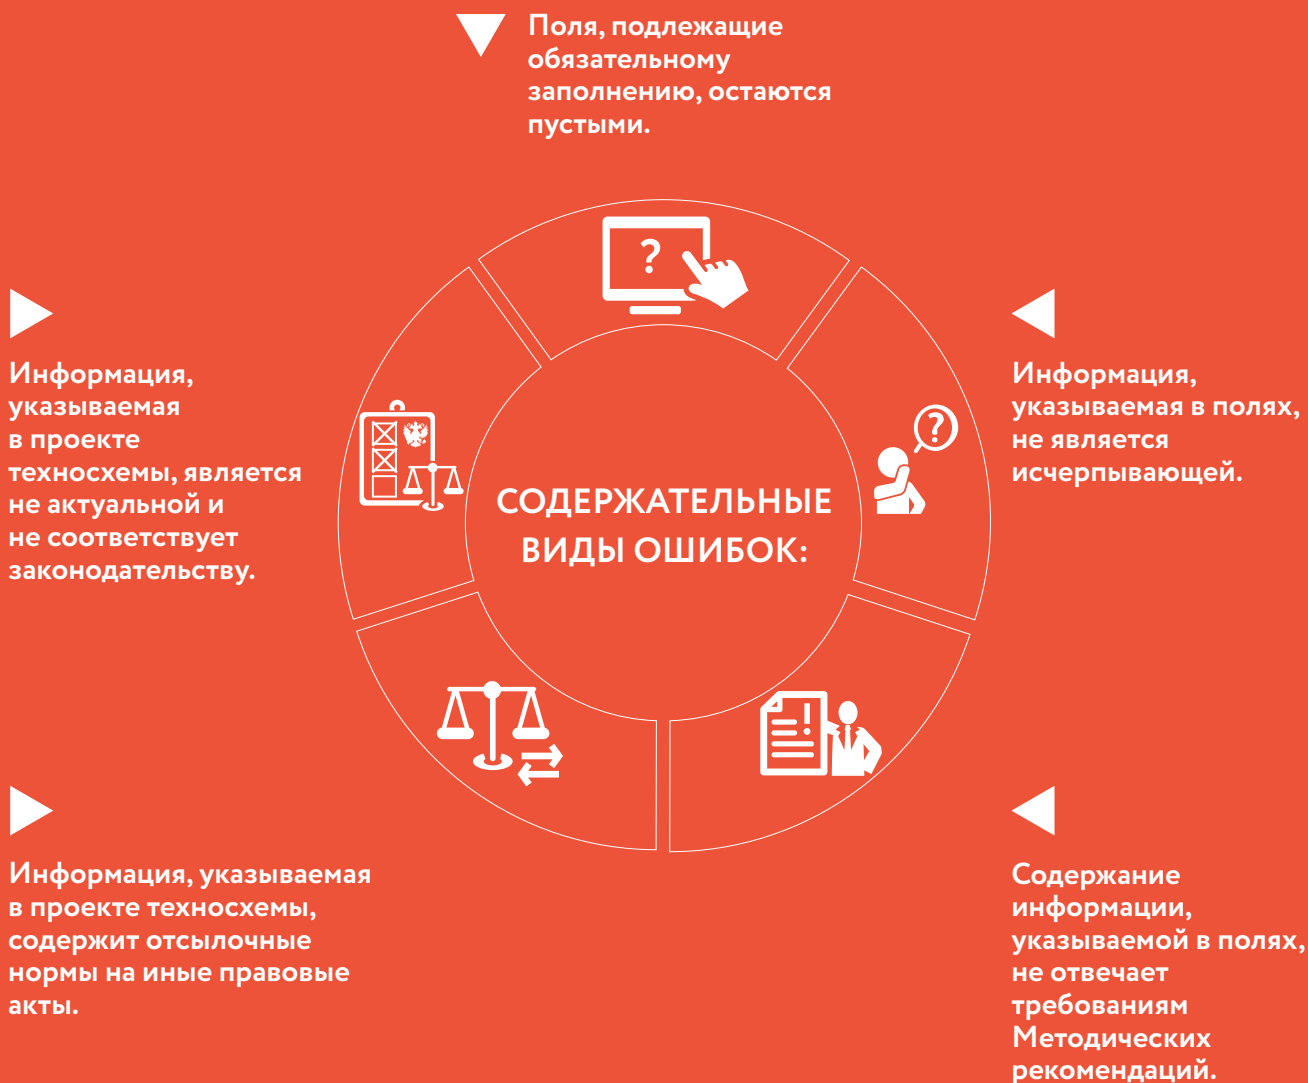 Поля, подлежащие
обязательному
заполнению, остаются
пустыми.
?
Информация,
указываемая
в проекте
техносхемы, является
не актуальной и
не соответствует
законодательству.
Информация,
указываемая в полях,
не является
исчерпывающей.
?
СОДЕРЖАТЕЛЬНЫЕ
ВИДЫ ОШИБОК:
!
Информация, указываемая
в проекте техносхемы,
содержит отсылочные
нормы на иные правовые
акты.
Содержание
информации,
указываемой в полях,
не отвечает
требованиям
Методических
рекомендаций.